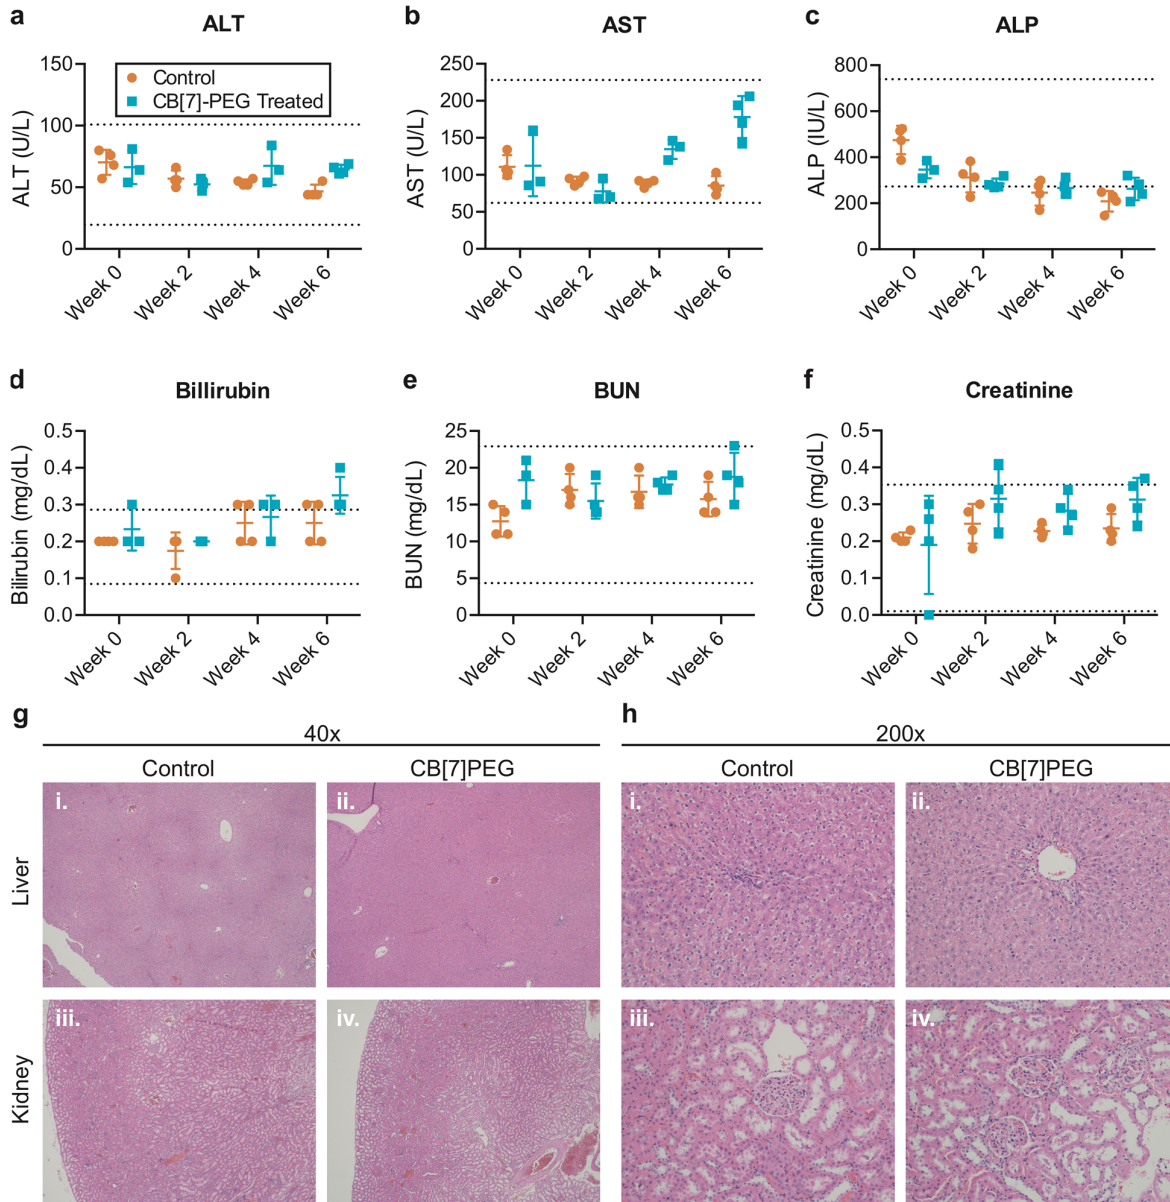 a
ALT
ALT (U/L)
150
100
50
0
Control
CB[7]-PEG Treated
Week 0
Week 2
Week 4
Week 6
b
AST
AST (U/L)
250
200
150
100
50
0
Week 0
Week 2
Week 4
Week 6
c
ALP
ALP (IU/L)
800
600
400
200
0
Week 0
Week 2
Week 4
Week 6
d
Billirubin
Bilirubin (mg/dL)
0.5
0.4
0.3
0.2
0.1
0.0
Week 0
Week 2
Week 4
Week 6
e
BUN
BUN (mg/dL)
25
20
15
10
5
0
Week 0
Week 2
Week 4
Week 6
f
Creatinine
Creatinine (mg/dL)
0.5
0.4
0.3
0.2
0.1
0.0
Week 0
Week 2
Week 4
Week 6
g
40x
Control
CB[7]PEG
Liver
i.
ii.
Kidney
iii.
iv.
h
200x
Control
CB[7]PEG
i.
ii.
iii.
iv.